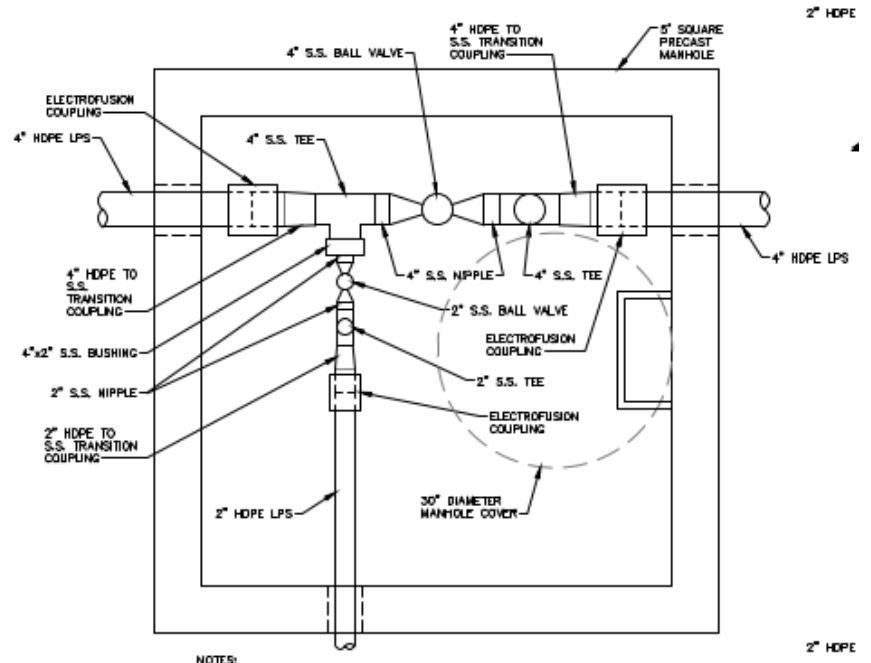 2" HDPE
4" HDPE TO
S.S. TRANSITION
COUPLING
5' SQUARE
PRECAST
MANHOLE
4" S.S. BALL VALVE
ELECTROFUSION
COUPLING
4" HDPE LPS
4" S.S. TEE
4" HDPE TO
S.S.
TRANSITION
COUPLING
4" S.S. NIPPLE
4" S.S. TEE
4" HDPE LPS
2" S.S. BALL VALVE
ELECTROFUSION
COUPLING
4"x2" S.S. BUSHING
2" S.S. TEE
2" S.S. NIPPLE
ELECTROFUSION
COUPLING
2" HDPE TO
S.S. TRANSITION
COUPLING
2" HDPE LPS
30" DIAMETER
MANHOLE COVER
NOTES:
2" HDPE